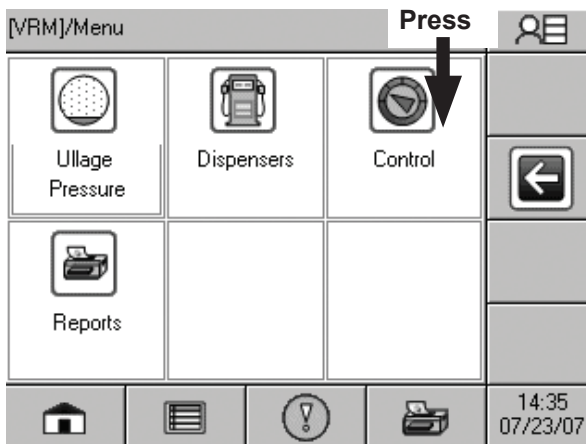 [VRM]/Menu
Press
Ullage
Pressure
Dispensers
Control
Reports
14:35
07/23/07